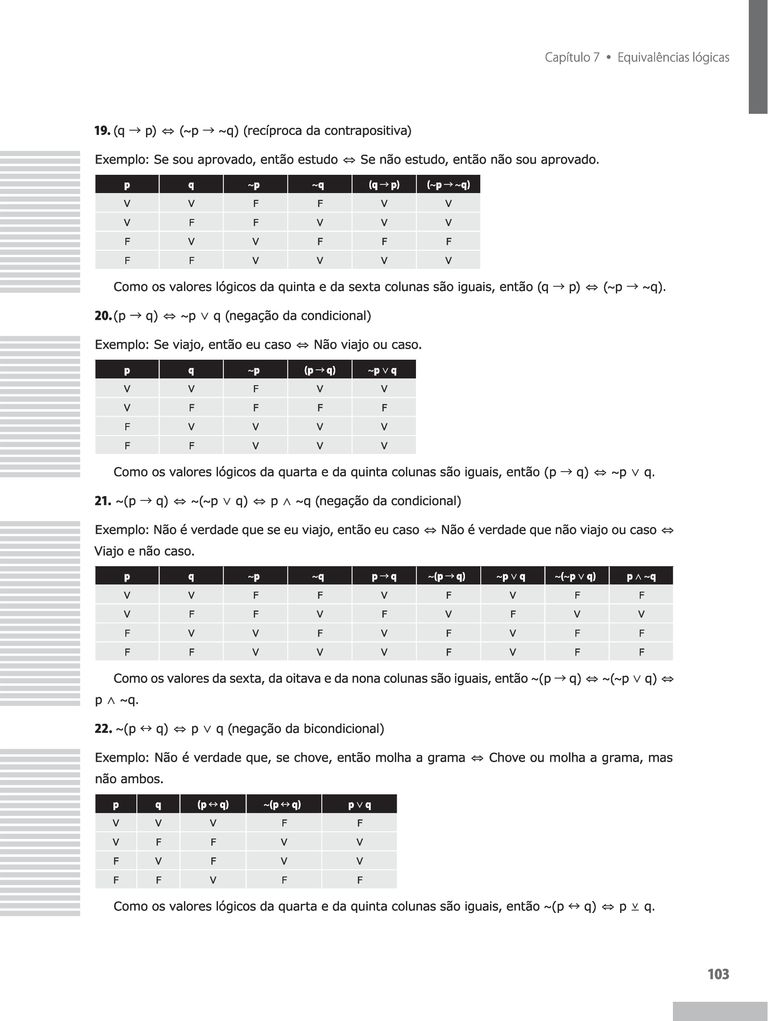 Capítulo 7 • Equivalências lógicas
19. (q → p) ⇔ (~p → ~q) (recíproca da contrapositiva)
Exemplo: Se sou aprovado, então estudo ⇔ Se não estudo, então não sou aprovado.
p q ~p ~q (q → p) (~p → ~q)
V V F F V V
V F F V V V
F V V F F F
F F V V V V
Como os valores lógicos da quinta e da sexta colunas são iguais, então (q → p) ⇔ (~p → ~q).
20. (p → q) ⇔ ~p ∨ q (negação da condicional)
Exemplo: Se viajo, então eu caso ⇔ Não viajo ou caso.
p q ~p (p → q) ~p ∨ q
V V F V V
V F F F F
F V V V V
F F V V V
Como os valores lógicos da quarta e da quinta colunas são iguais, então (p → q) ⇔ ~p ∨ q.
21. ~(p → q) ⇔ ~(~p ∨ q) ⇔ p ∧ ~q (negação da condicional)
Exemplo: Não é verdade que se eu viajo, então eu caso ⇔ Não é verdade que não viajo ou caso ⇔
Viajo e não caso.
p q ~p ~q p → q ~(p → q) ~p ∨ q ~(~p ∨ q) p ∧ ~q
V V F F V F V F F
V F F V F V F V V
F V V F V F V F F
F F V V V F V F F
Como os valores da sexta, da oitava e da nona colunas são iguais, então ~(p → q) ⇔ ~(~p ∨ q) ⇔
p ∧ ~q.
22. ~(p ↔ q) ⇔ p ∨ q (negação da bicondicional)
Exemplo: Não é verdade que, se chove, então molha a grama ⇔ Chove ou molha a grama, mas
não ambos.
p q (p ↔ q) ~(p ↔ q) p ∨ q
V V V F F
V F F V V
F V F V V
F F V F F
Como os valores lógicos da quarta e da quinta colunas são iguais, então ~(p ↔ q) ⇔ p ⊻ q.
103